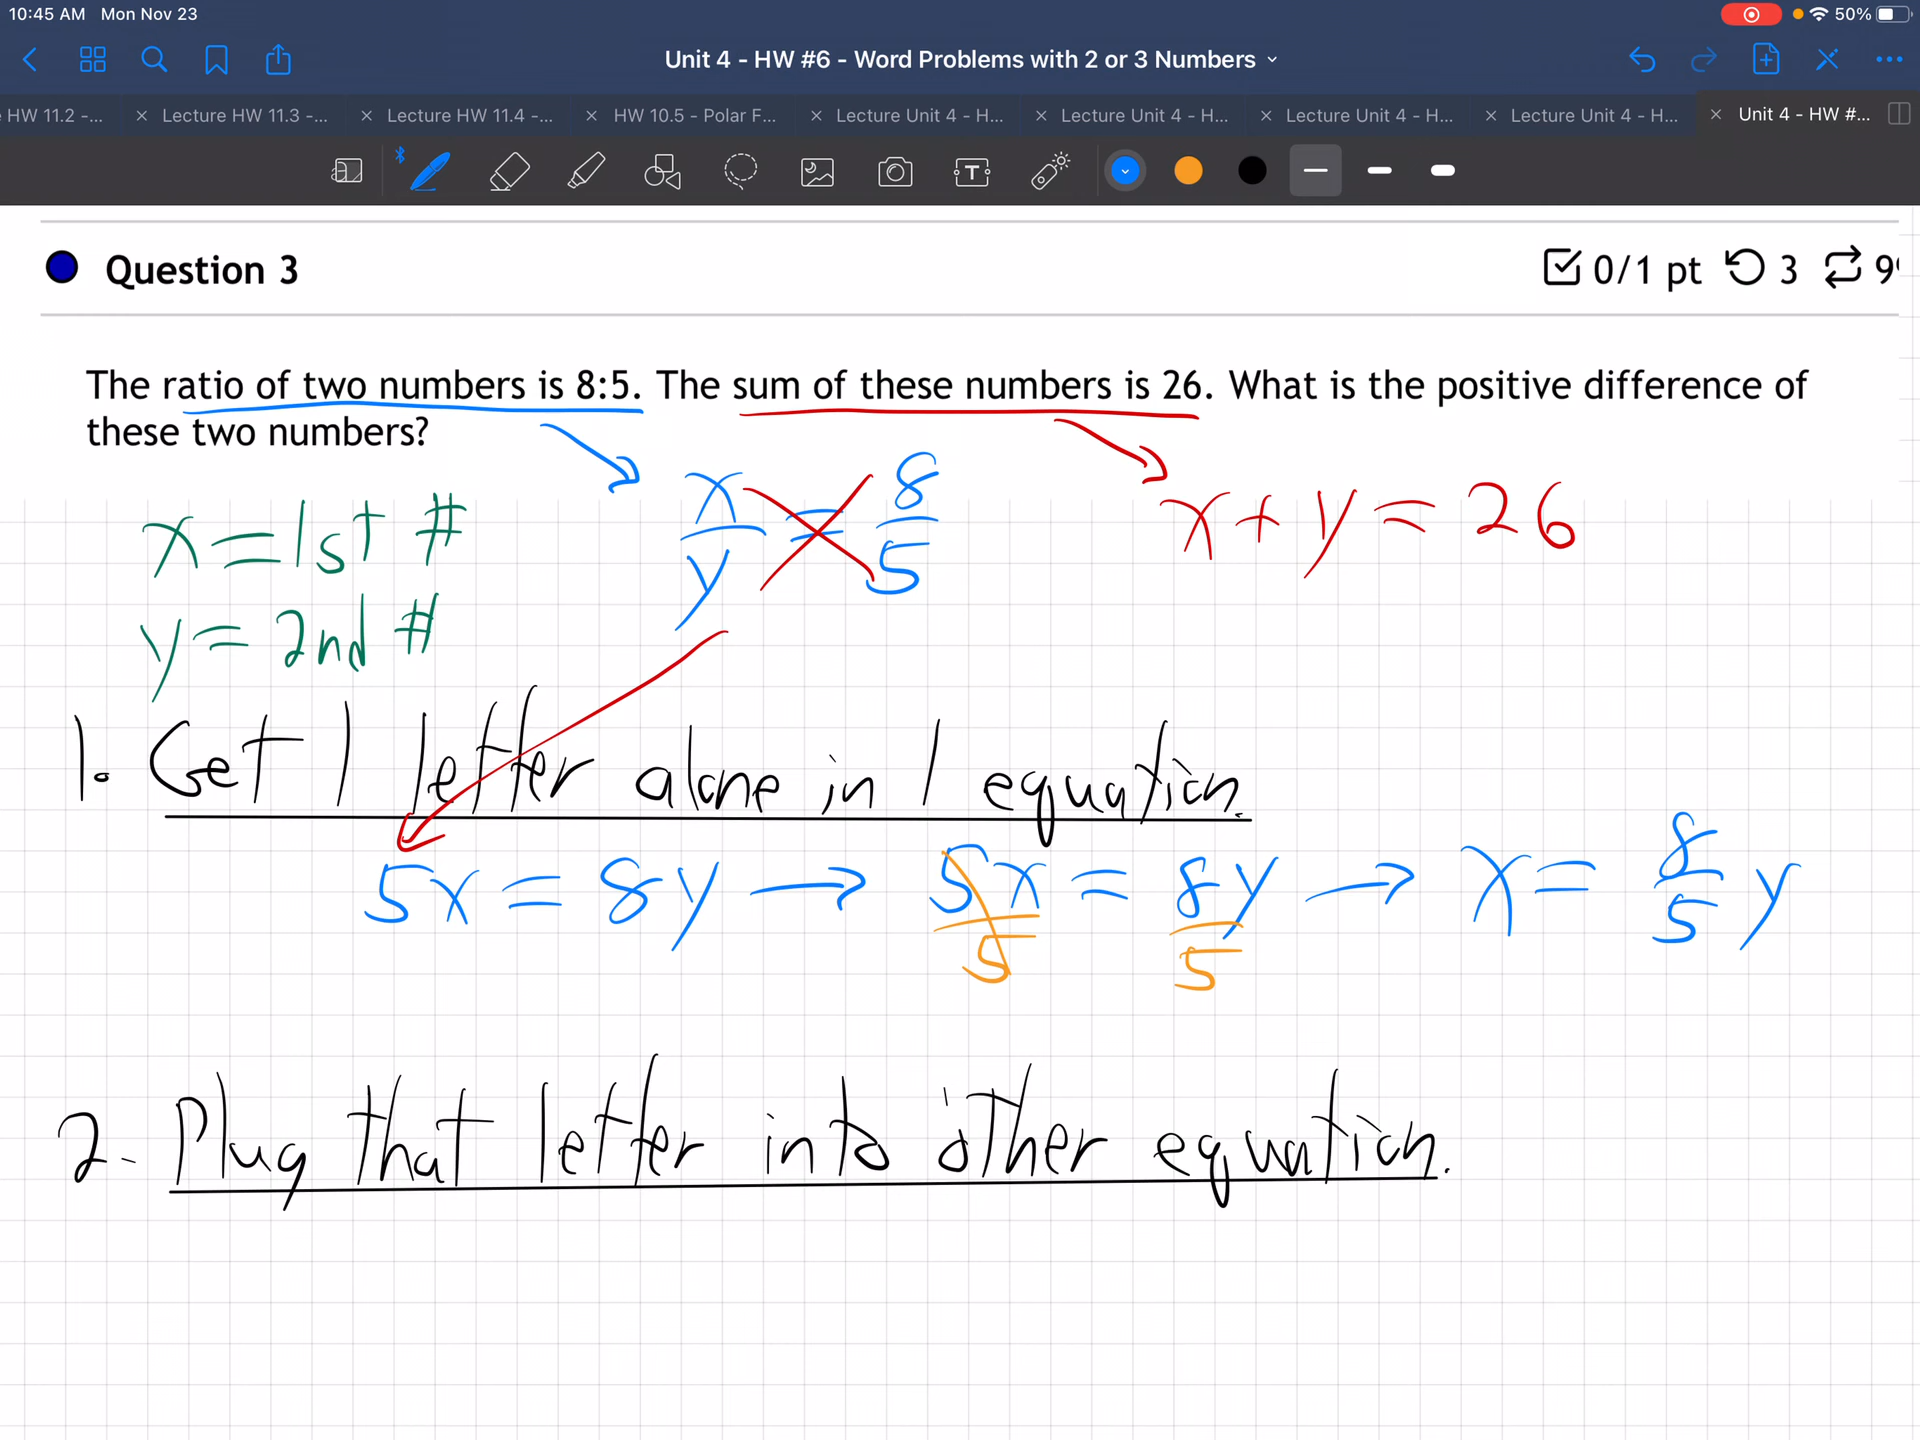 10:45 AM Mon Nov 23
50%
Unit 4 - HW #6 - Word Problems with 2 or 3 Numbers
HW 11.2 -... × Lecture HW 11.3 -... × Lecture HW 11.4 -... × HW 10.5 - Polar F... × Lecture Unit 4 - H... × Lecture Unit 4 - H... × Lecture Unit 4 - H... × Lecture Unit 4 - H... × Unit 4 - HW #...
T
Question 3
0/1 pt 3 9
The ratio of two numbers is 8:5. The sum of these numbers is 26. What is the positive difference of
these two numbers?
x = 1st #
y = 2nd #
x/y = 8/5
x + y = 26
1. Get 1 letter alone in 1 equation.
5x = 8y → 5x/5 = 8y/5 → x = 8/5 y
2. Plug that letter into other equation.